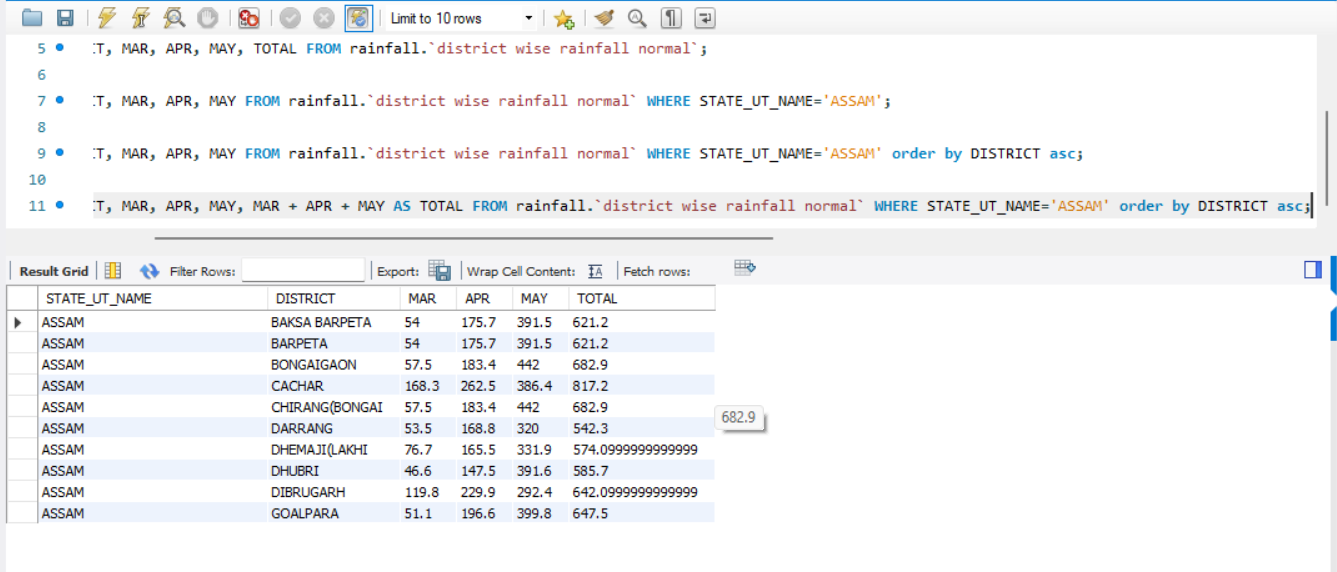 Limit to 10 rows
5 :T, MAR, APR, MAY, TOTAL FROM rainfall.`district wise rainfall normal`;
6
7 :T, MAR, APR, MAY FROM rainfall.`district wise rainfall normal` WHERE STATE_UT_NAME='ASSAM';
8
9 :T, MAR, APR, MAY FROM rainfall.`district wise rainfall normal` WHERE STATE_UT_NAME='ASSAM' order by DISTRICT asc;
10
11 :T, MAR, APR, MAY, MAR + APR + MAY AS TOTAL FROM rainfall.`district wise rainfall normal` WHERE STATE_UT_NAME='ASSAM' order by DISTRICT asc;
Result Grid Filter Rows: Export: Wrap Cell Content: Fetch rows:
STATE_UT_NAME DISTRICT MAR APR MAY TOTAL
ASSAM BAKSA BARPETA 54 175.7 391.5 621.2
ASSAM BARPETA 54 175.7 391.5 621.2
ASSAM BONGAIGAON 57.5 183.4 442 682.9
ASSAM CACHAR 168.3 262.5 386.4 817.2
ASSAM CHIRANG(BONGAI 57.5 183.4 442 682.9
682.9
ASSAM DARRANG 53.5 168.8 320 542.3
ASSAM DHEMAJI(LAKHI 76.7 165.5 331.9 574.0999999999999
ASSAM DHUBRI 46.6 147.5 391.6 585.7
ASSAM DIBRUGARH 119.8 229.9 292.4 642.0999999999999
ASSAM GOALPARA 51.1 196.6 399.8 647.5